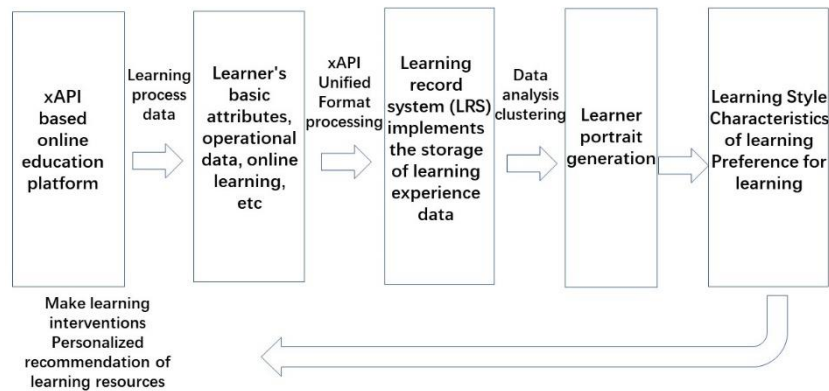 xAPI
based
online
education
platform
Learning
process
data
Learner's
basic
attributes,
operational
data, online
learning,
etc
xAPI
Unified
Format
processing
Learning
record
system (LRS)
implements
the storage
of learning
experience
data
Data
analysis
clustering
Learner
portrait
generation
Learning Style
Characteristics
of learning
Preference for
learning
Make learning
interventions
Personalized
recommendation of
learning resources